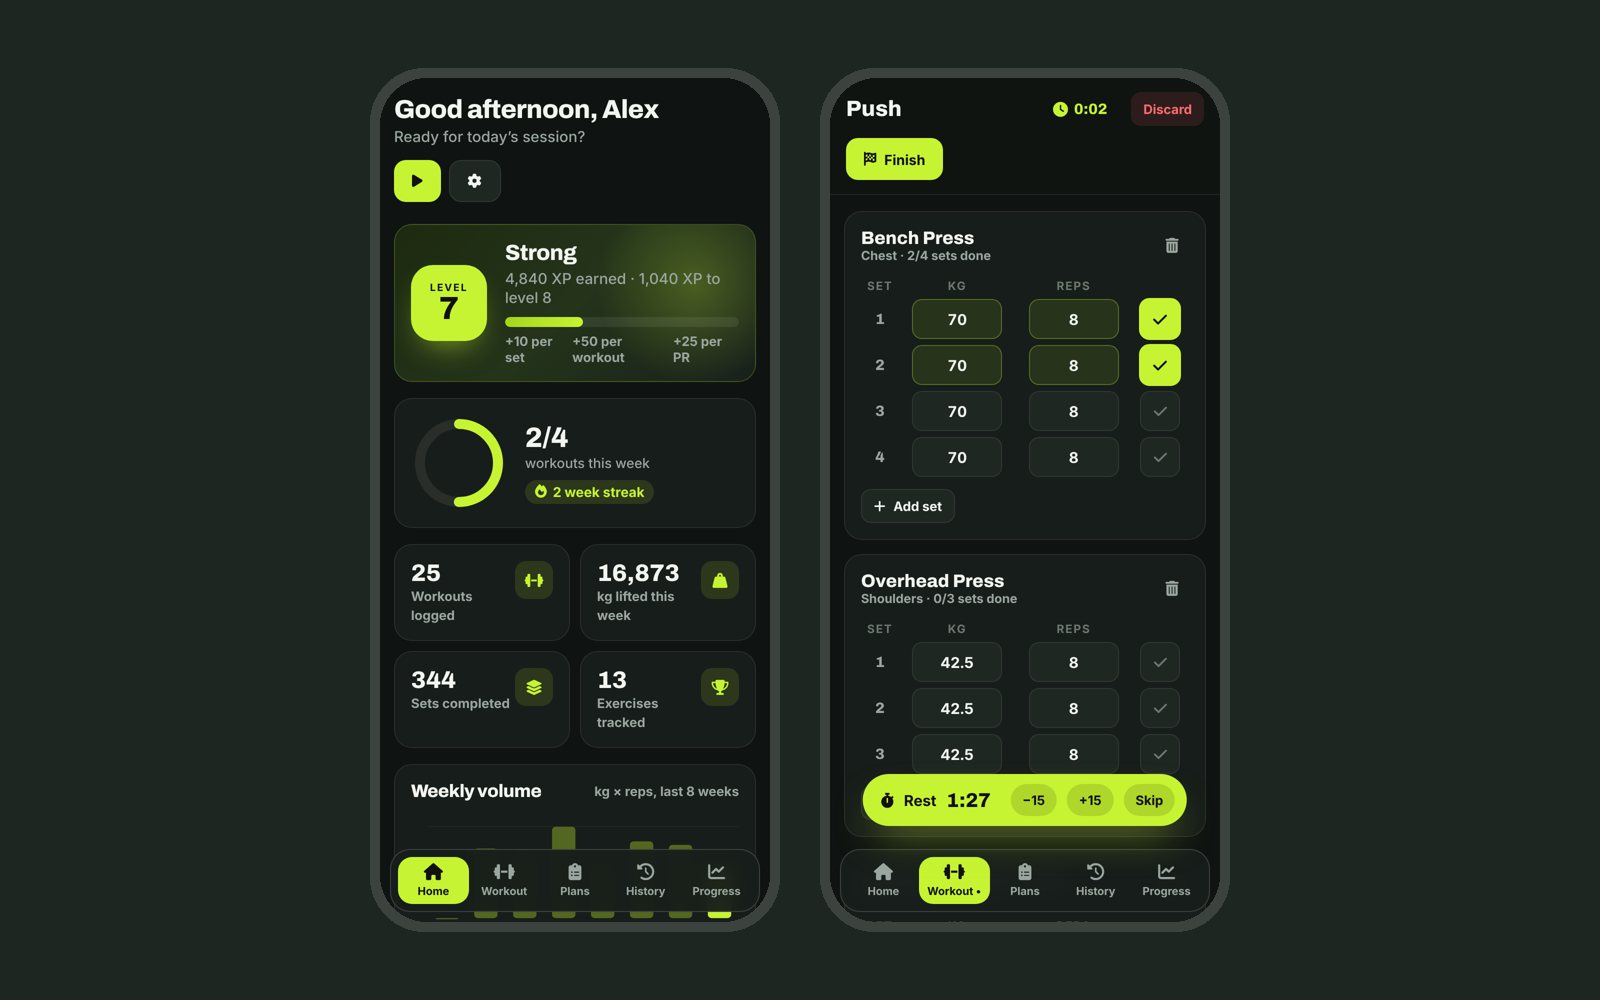 Good afternoon, Alex
Ready for today's session?
Strong
4,840 XP earned · 1,040 XP to
level 8
LEVEL
7
+10 per
set
+50 per
workout
+25 per
PR
2/4
workouts this week
2 week streak
25
Workouts
logged
16,873
kg lifted this
week
344
Sets completed
13
Exercises
tracked
Weekly volume
kg × reps, last 8 weeks
Home
Workout
Plans
History
Progress
Push
0:02
Discard
Finish
Bench Press
Chest · 2/4 sets done
SET KG REPS
1 70 8
2 70 8
3 70 8
4 70 8
+ Add set
Overhead Press
Shoulders · 0/3 sets done
SET KG REPS
1 42.5 8
2 42.5 8
3 42.5 8
Rest 1:27 −15 +15 Skip
Home
Workout •
Plans
History
Progress